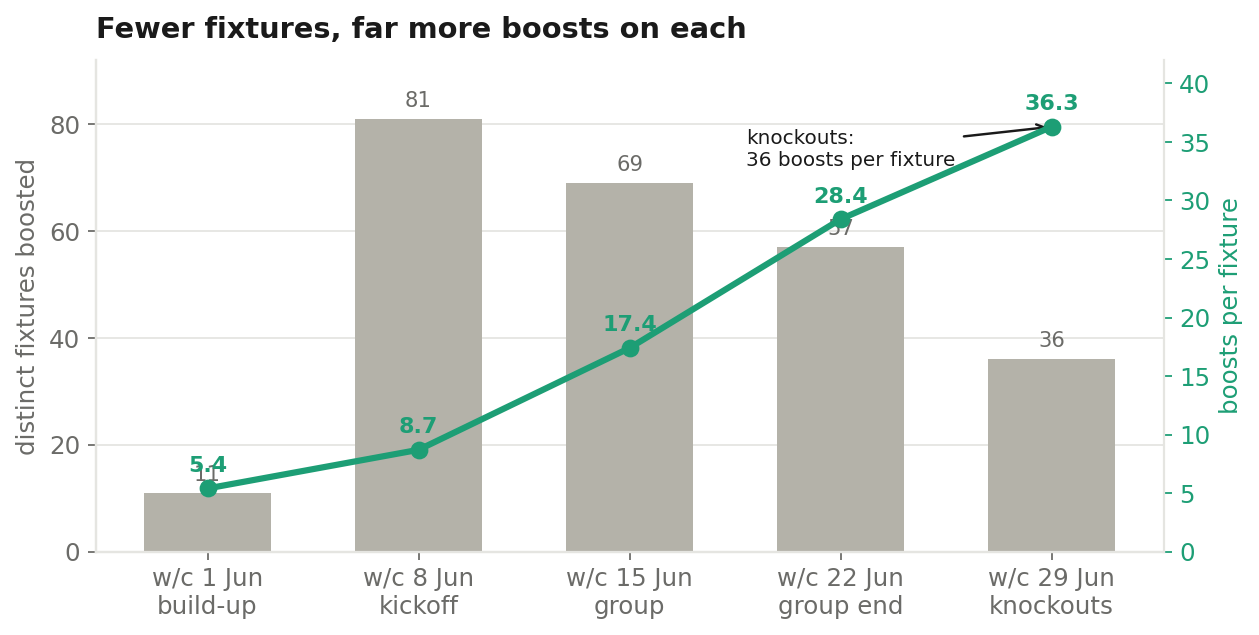 Fewer fixtures, far more boosts on each
distinct fixtures boosted
80
60
40
20
0
40
35
30
25
20
15
10
5
0
boosts per fixture
81
69
57
36
11
36.3
28.4
17.4
8.7
5.4
knockouts:
36 boosts per fixture
w/c 1 Jun
build-up
w/c 8 Jun
kickoff
w/c 15 Jun
group
w/c 22 Jun
group end
w/c 29 Jun
knockouts